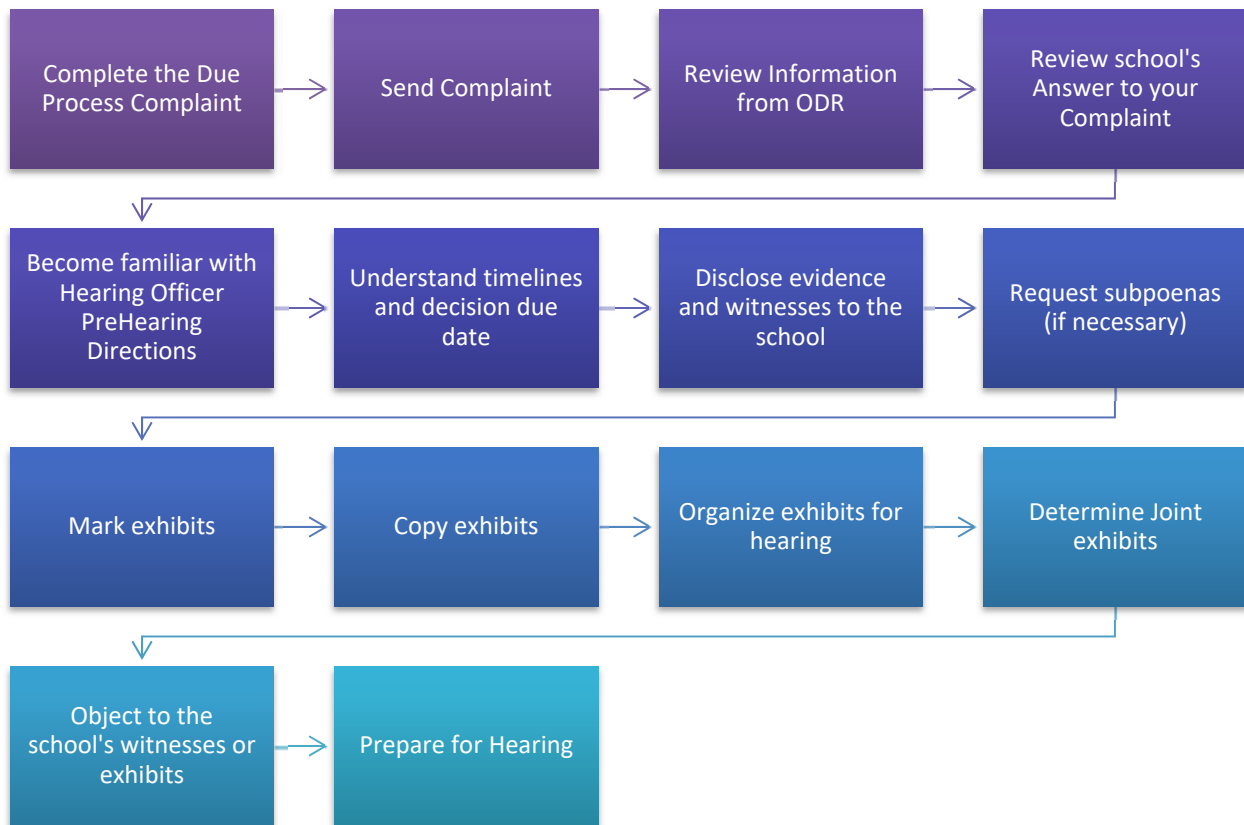 Complete the Due
Process Complaint
Send Complaint
Review Information
from ODR
Review school's
Answer to your
Complaint
Become familiar with
Hearing Officer
PreHearing
Directions
Understand timelines
and decision due
date
Disclose evidence
and witnesses to the
school
Request subpoenas
(if necessary)
Mark exhibits
Copy exhibits
Organize exhibits for
hearing
Determine Joint
exhibits
Object to the
school's witnesses or
exhibits
Prepare for Hearing